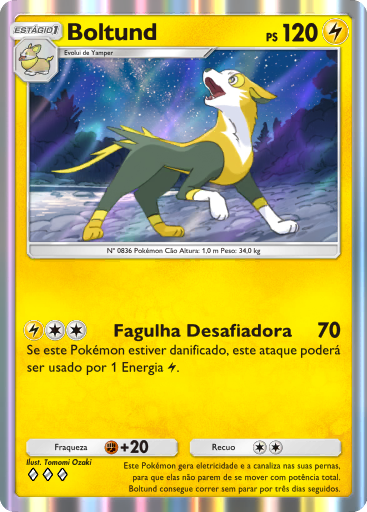 ESTÁGIO 1
Boltund
PS 120
Evolui de Yamper
N° 0836 Pokémon Cão Altura: 1,0 m Peso: 34,0 kg
Fagulha Desafiadora 70
Se este Pokémon estiver danificado, este ataque poderá
ser usado por 1 Energia
Fraqueza +20 Recuo
Ilust. Tomomi Ozaki
Este Pokémon gera eletricidade e a canaliza nas suas pernas,
para que elas não parem de se mover com potência total.
Boltund consegue correr sem parar por três dias seguidos.